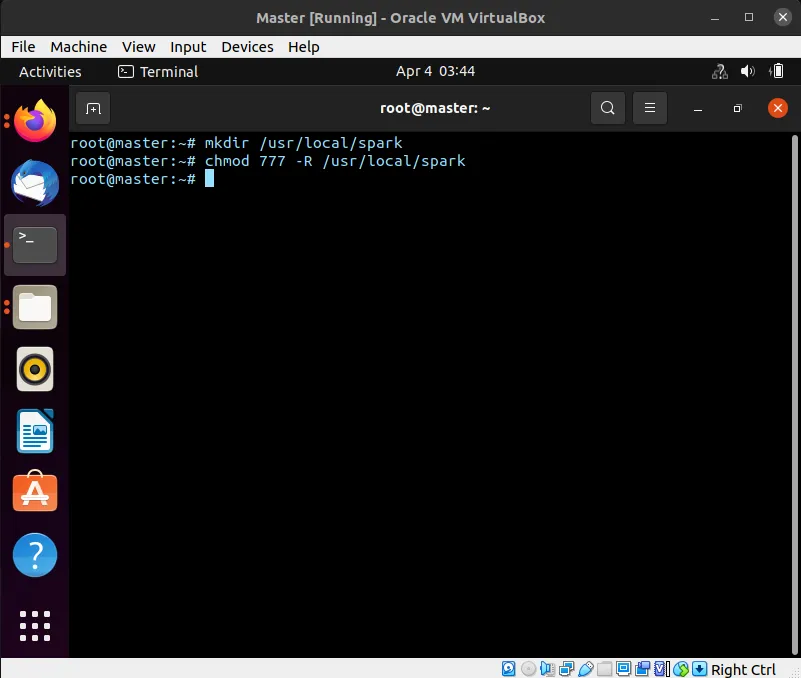 Master [Running] - Oracle VM VirtualBox
File Machine View Input Devices Help
Activities Terminal Apr 4 03:44
root@master: ~
root@master:~# mkdir /usr/local/spark
root@master:~# chmod 777 -R /usr/local/spark
root@master:~#
Right Ctrl